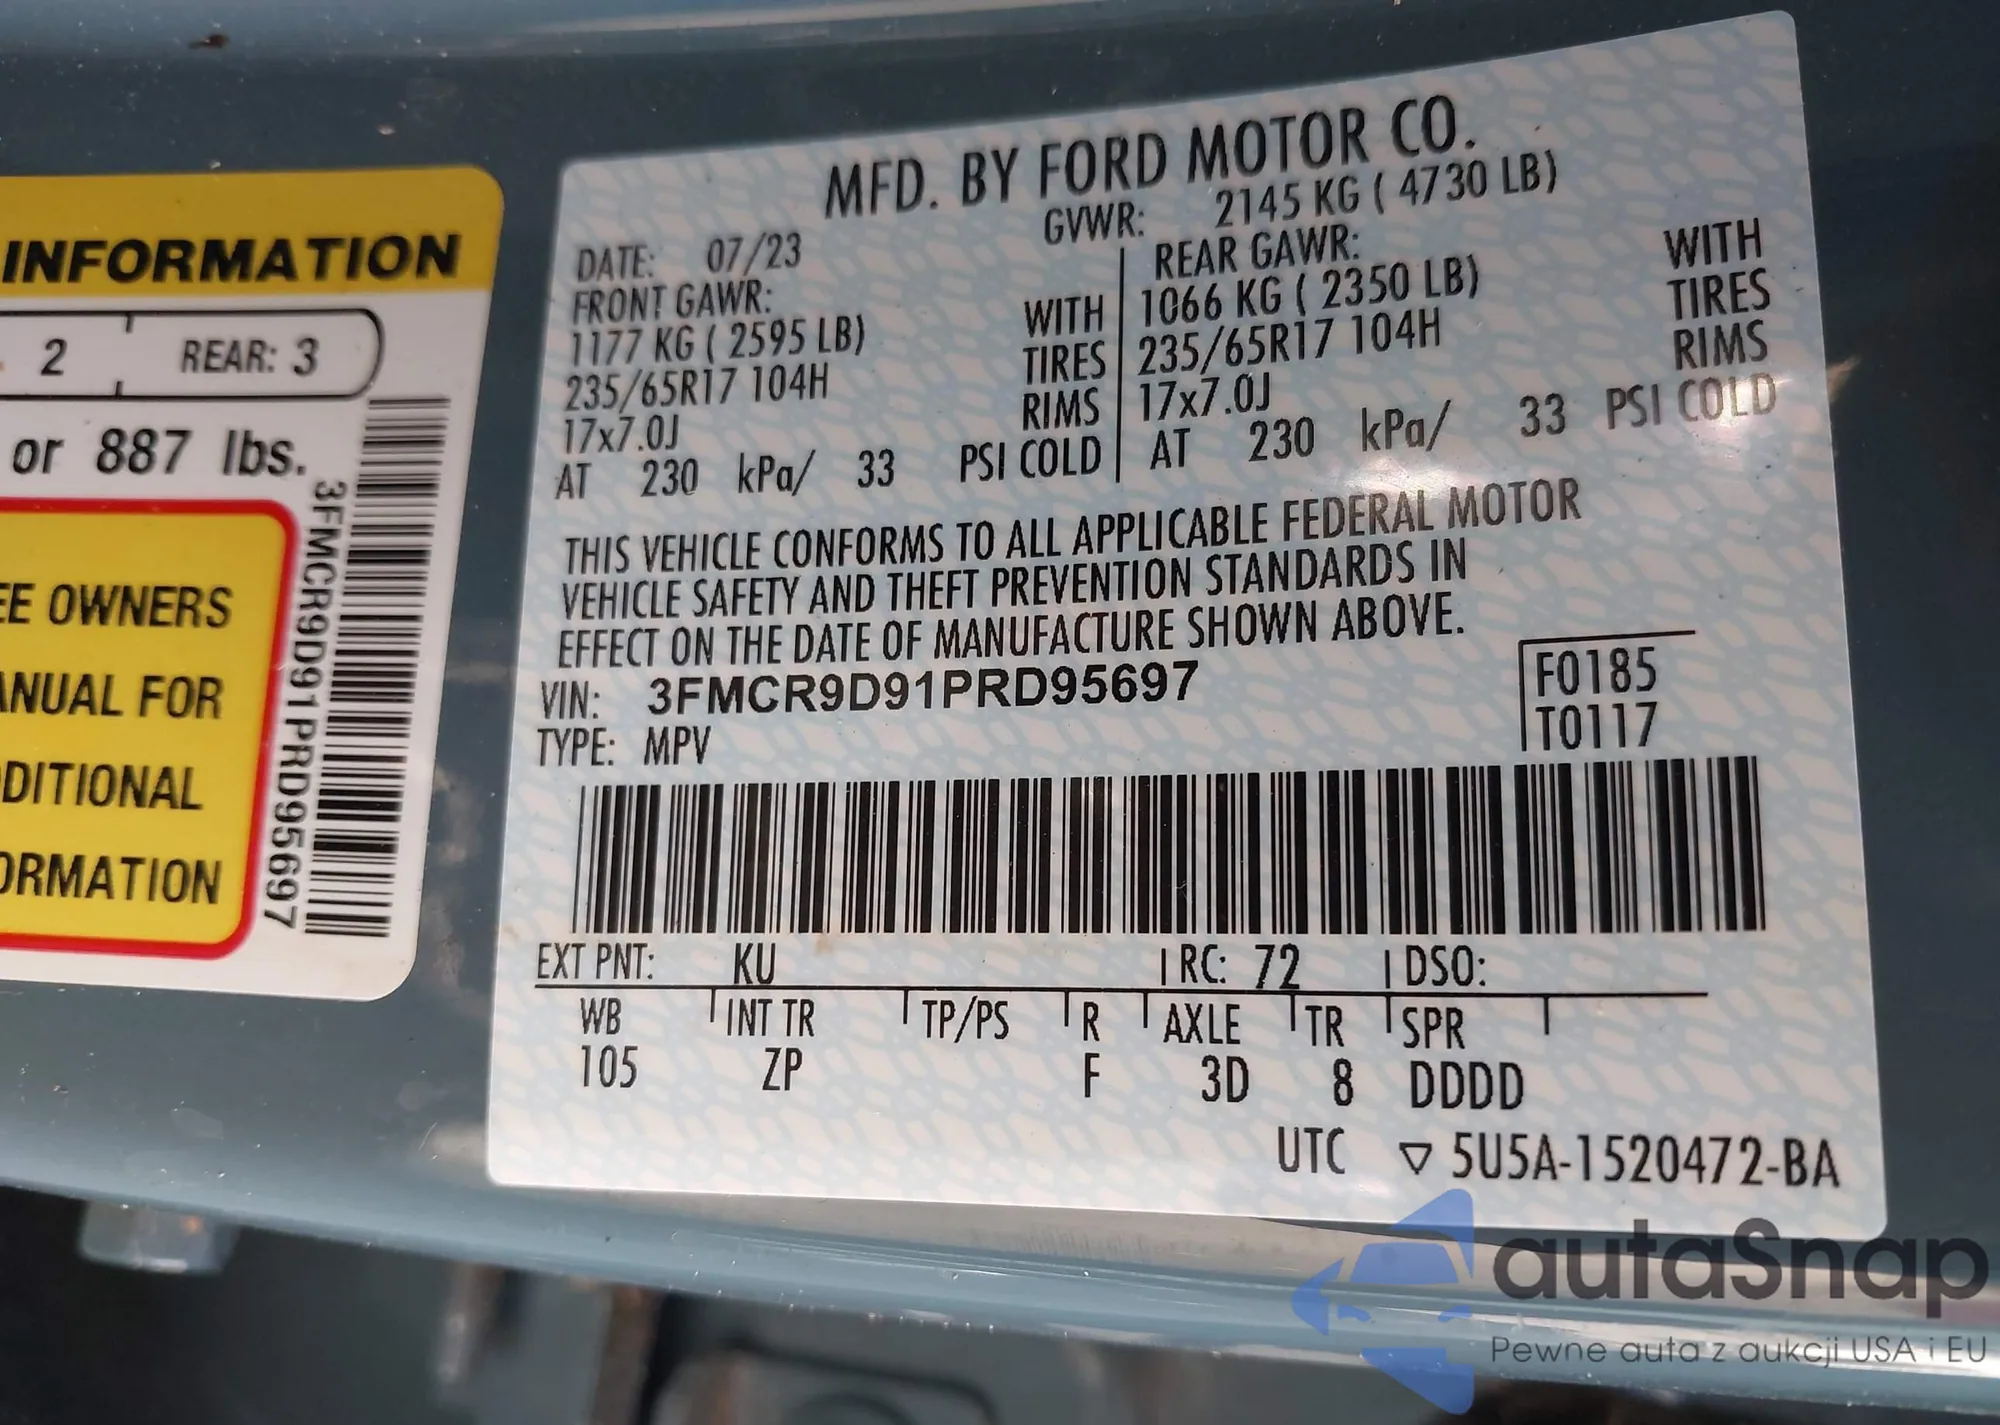 INFORMATION
2 REAR: 3
or 887 lbs.
EE OWNERS
ANUAL FOR
DDITIONAL
ORMATION
3FMCR9D91PRD95697
MFD. BY FORD MOTOR CO.
DATE: 07/23 GVWR: 2145 KG ( 4730 LB)
FRONT GAWR: REAR GAWR: WITH
1177 KG ( 2595 LB) WITH 1066 KG ( 2350 LB) TIRES
235/65R17 104H TIRES 235/65R17 104H RIMS
17x7.0J RIMS 17x7.0J
AT 230 kPa/ 33 PSI COLD AT 230 kPa/ 33 PSI COLD
THIS VEHICLE CONFORMS TO ALL APPLICABLE FEDERAL MOTOR
VEHICLE SAFETY AND THEFT PREVENTION STANDARDS IN
EFFECT ON THE DATE OF MANUFACTURE SHOWN ABOVE.
VIN: 3FMCR9D91PRD95697 F0185
TYPE: MPV T0117
EXT PNT: KU RC: 72 DSO:
WB INT TR TP/PS R AXLE TR SPR
105 ZP F 3D 8 DDDD
UTC ▽ 5U5A-1520472-BA
autaSnap
Pewne auta z aukcji USA i EU